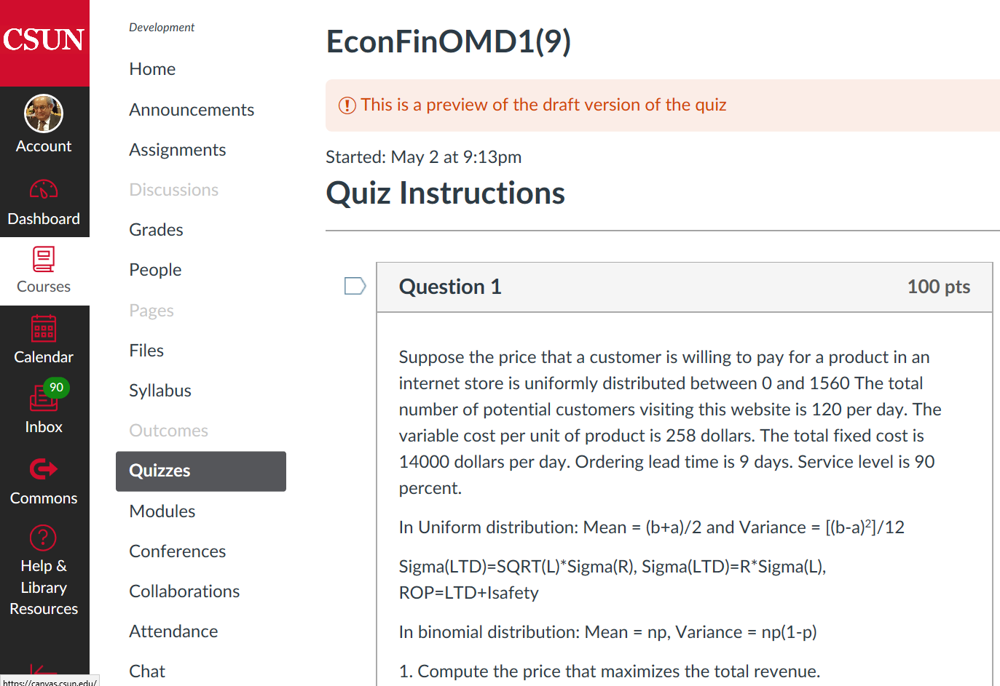 CSUN
Account
Dashboard
Courses
Calendar
90
Inbox
Commons
Help &
Library
Resources
https://canvas.csun.edu/
Development
Home
Announcements
Assignments
Discussions
Grades
People
Pages
Files
Syllabus
Outcomes
Quizzes
Modules
Conferences
Collaborations
Attendance
Chat
EconFinOMD1(9)
This is a preview of the draft version of the quiz
Started: May 2 at 9:13pm
Quiz Instructions
Question 1 100 pts
Suppose the price that a customer is willing to pay for a product in an
internet store is uniformly distributed between 0 and 1560 The total
number of potential customers visiting this website is 120 per day. The
variable cost per unit of product is 258 dollars. The total fixed cost is
14000 dollars per day. Ordering lead time is 9 days. Service level is 90
percent.
In Uniform distribution: Mean = (b+a)/2 and Variance = [(b-a)²]/12
Sigma(LTD)=SQRT(L)*Sigma(R), Sigma(LTD)=R*Sigma(L),
ROP=LTD+Isafety
In binomial distribution: Mean = np, Variance = np(1-p)
1. Compute the price that maximizes the total revenue.